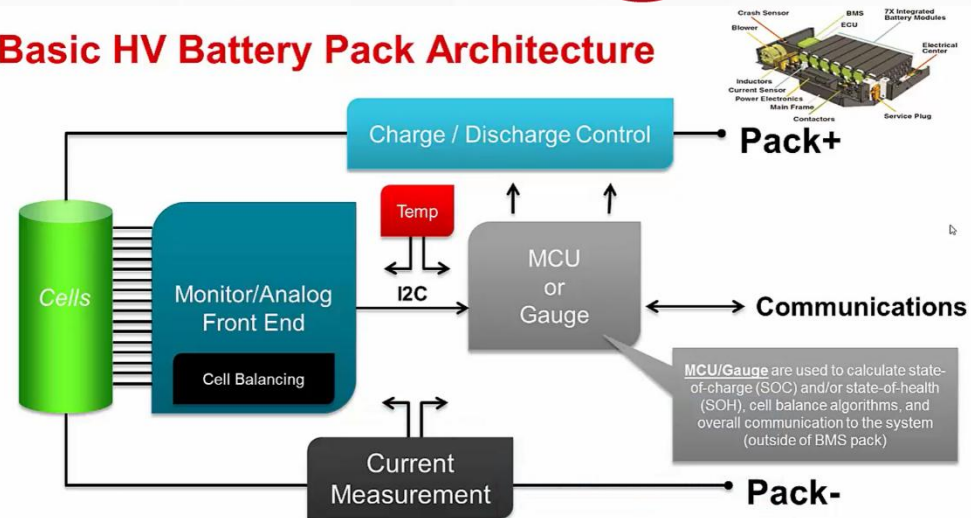 Basic HV Battery Pack Architecture
Crash Sensor
Blower
BMS
ECU
7X Integrated
Battery Modules
Electrical
Center
Inductors
Current Sensor
Power Electronics
Main Frame
Contactors
Service Plug
Charge / Discharge Control
Pack+
Temp
Cells
Monitor/Analog
Front End
I2C
MCU
or
Gauge
Communications
Cell Balancing
MCU/Gauge are used to calculate state-
of-charge (SOC) and/or state-of-health
(SOH), cell balance algorithms, and
overall communication to the system
(outside of BMS pack)
Current
Measurement
Pack-